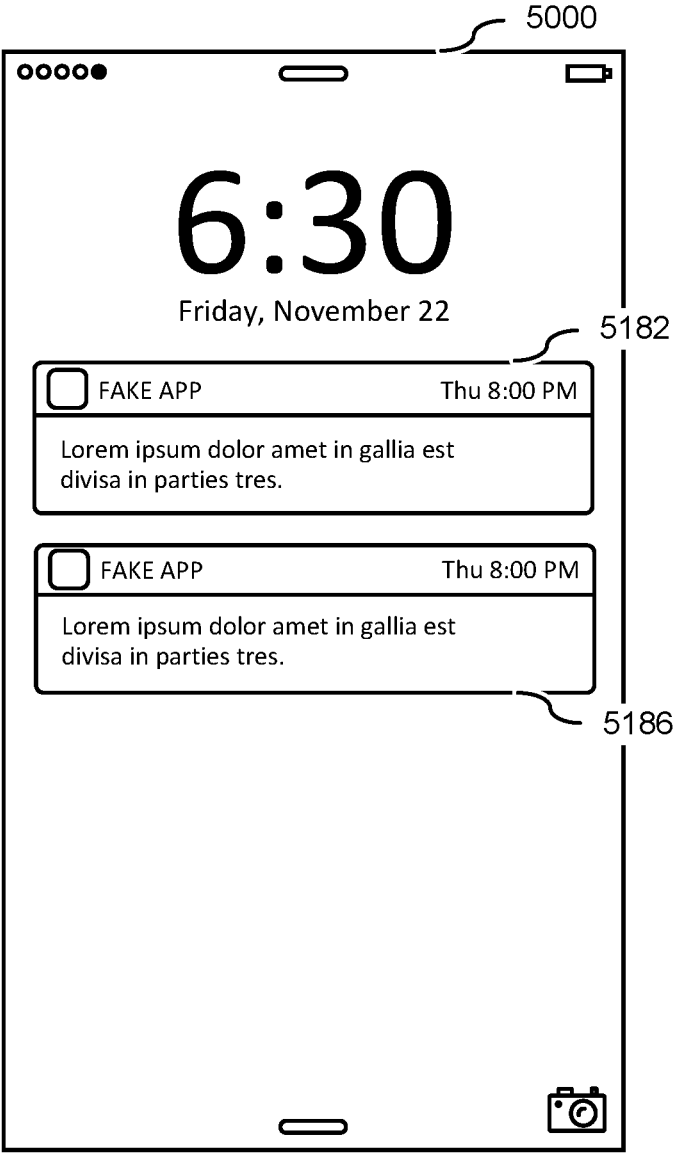 5000
6:30
Friday, November 22
5182
FAKE APP Thu 8:00 PM
Lorem ipsum dolor amet in gallia est
divisa in parties tres.
FAKE APP Thu 8:00 PM
Lorem ipsum dolor amet in gallia est
divisa in parties tres.
5186